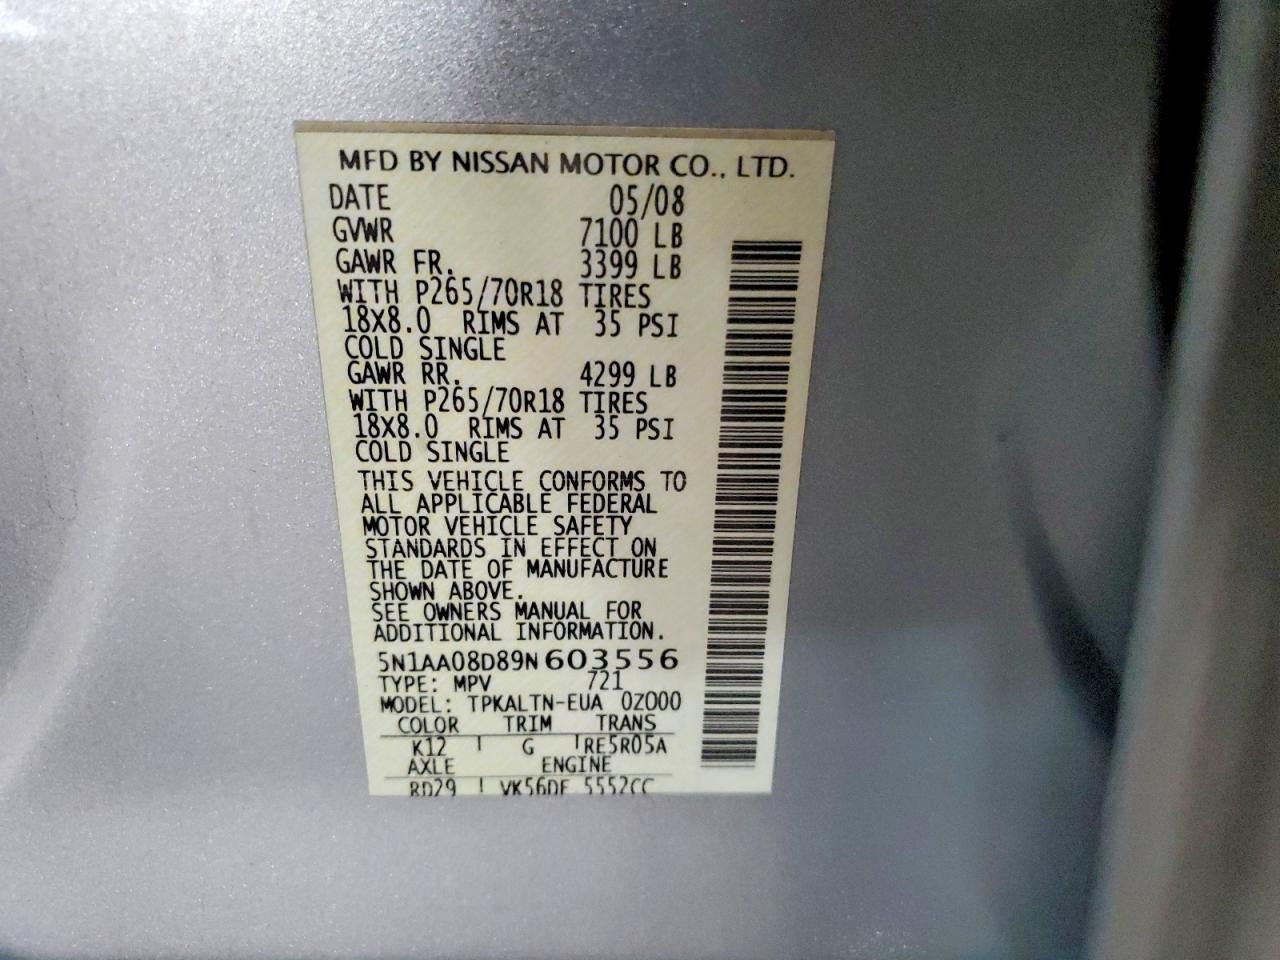 MFD BY NISSAN MOTOR CO., LTD.
DATE 05/08
GVWR 7100 LB
GAWR FR. 3399 LB
WITH P265/70R18 TIRES
18X8.0 RIMS AT 35 PSI
COLD SINGLE
GAWR RR. 4299 LB
WITH P265/70R18 TIRES
18X8.0 RIMS AT 35 PSI
COLD SINGLE
THIS VEHICLE CONFORMS TO
ALL APPLICABLE FEDERAL
MOTOR VEHICLE SAFETY
STANDARDS IN EFFECT ON
THE DATE OF MANUFACTURE
SHOWN ABOVE.
SEE OWNERS MANUAL FOR
ADDITIONAL INFORMATION.
5N1AA08D89N603556
TYPE: MPV 721
MODEL: TPKALTN-EUA 0Z000
COLOR TRIM TRANS
K12 G RE5R05A
AXLE ENGINE
RD29 VK56DE 5552CC